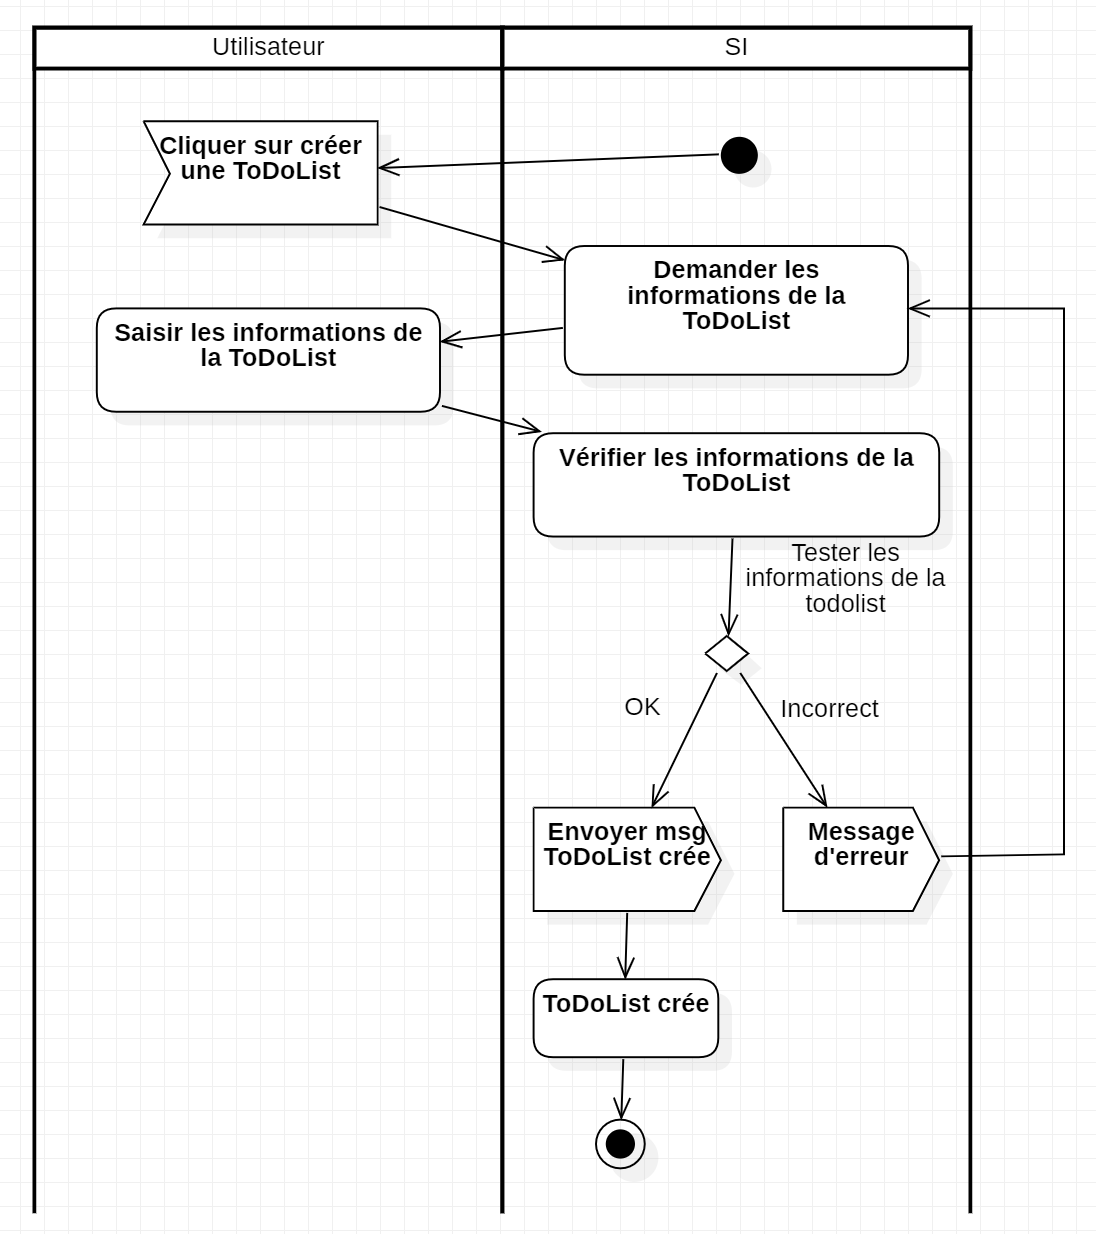 Utilisateur
SI
Cliquer sur créer
une ToDoList
Demander les
informations de la
ToDoList
Saisir les informations de
la ToDoList
Vérifier les informations de la
ToDoList
Tester les
informations de la
todolist
OK
Incorrect
Envoyer msg
ToDoList crée
Message
d'erreur
ToDoList crée